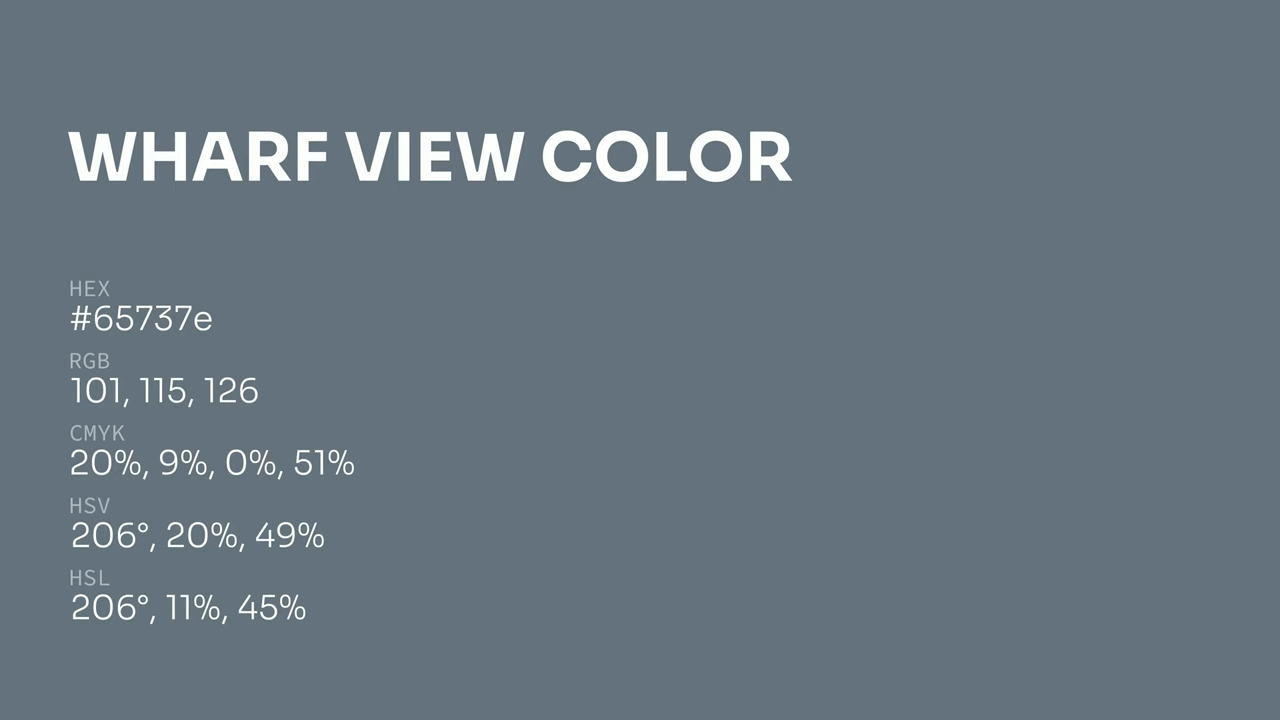 WHARF VIEW COLOR
HEX
#65737e
RGB
101, 115, 126
CMYK
20%, 9%, 0%, 51%
HSV
206°, 20%, 49%
HSL
206°, 11%, 45%